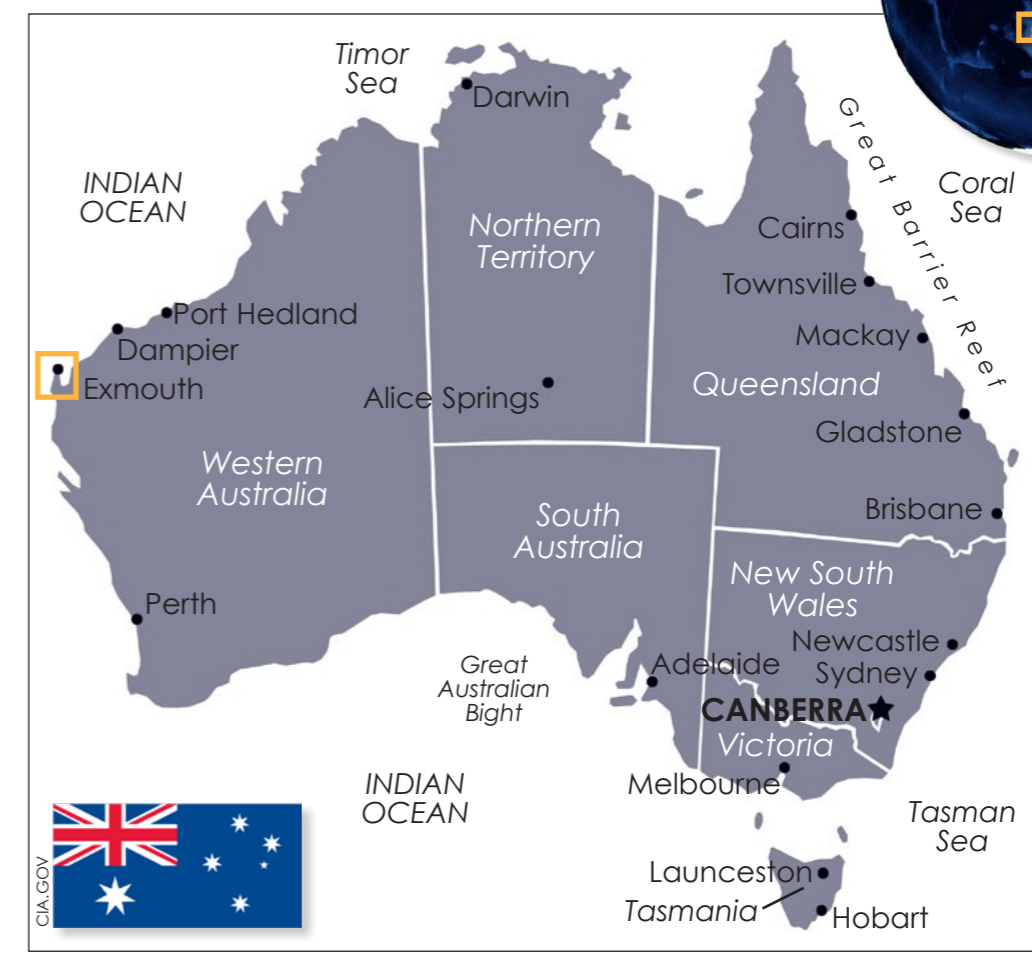 Timor
Sea
Darwin
INDIAN
OCEAN
Great Barrier Reef
Coral
Sea
Northern
Territory
Cairns
Townsville
Port Hedland
Mackay
Dampier
Exmouth
Alice Springs
Queensland
Gladstone
Western
Australia
South
Australia
Brisbane
New South
Wales
Perth
Newcastle
Great
Australian
Bight
Adelaide
Sydney
CANBERRA
Victoria
INDIAN
OCEAN
Melbourne
Tasman
Sea
Launceston
Tasmania
Hobart
CIA.GOV